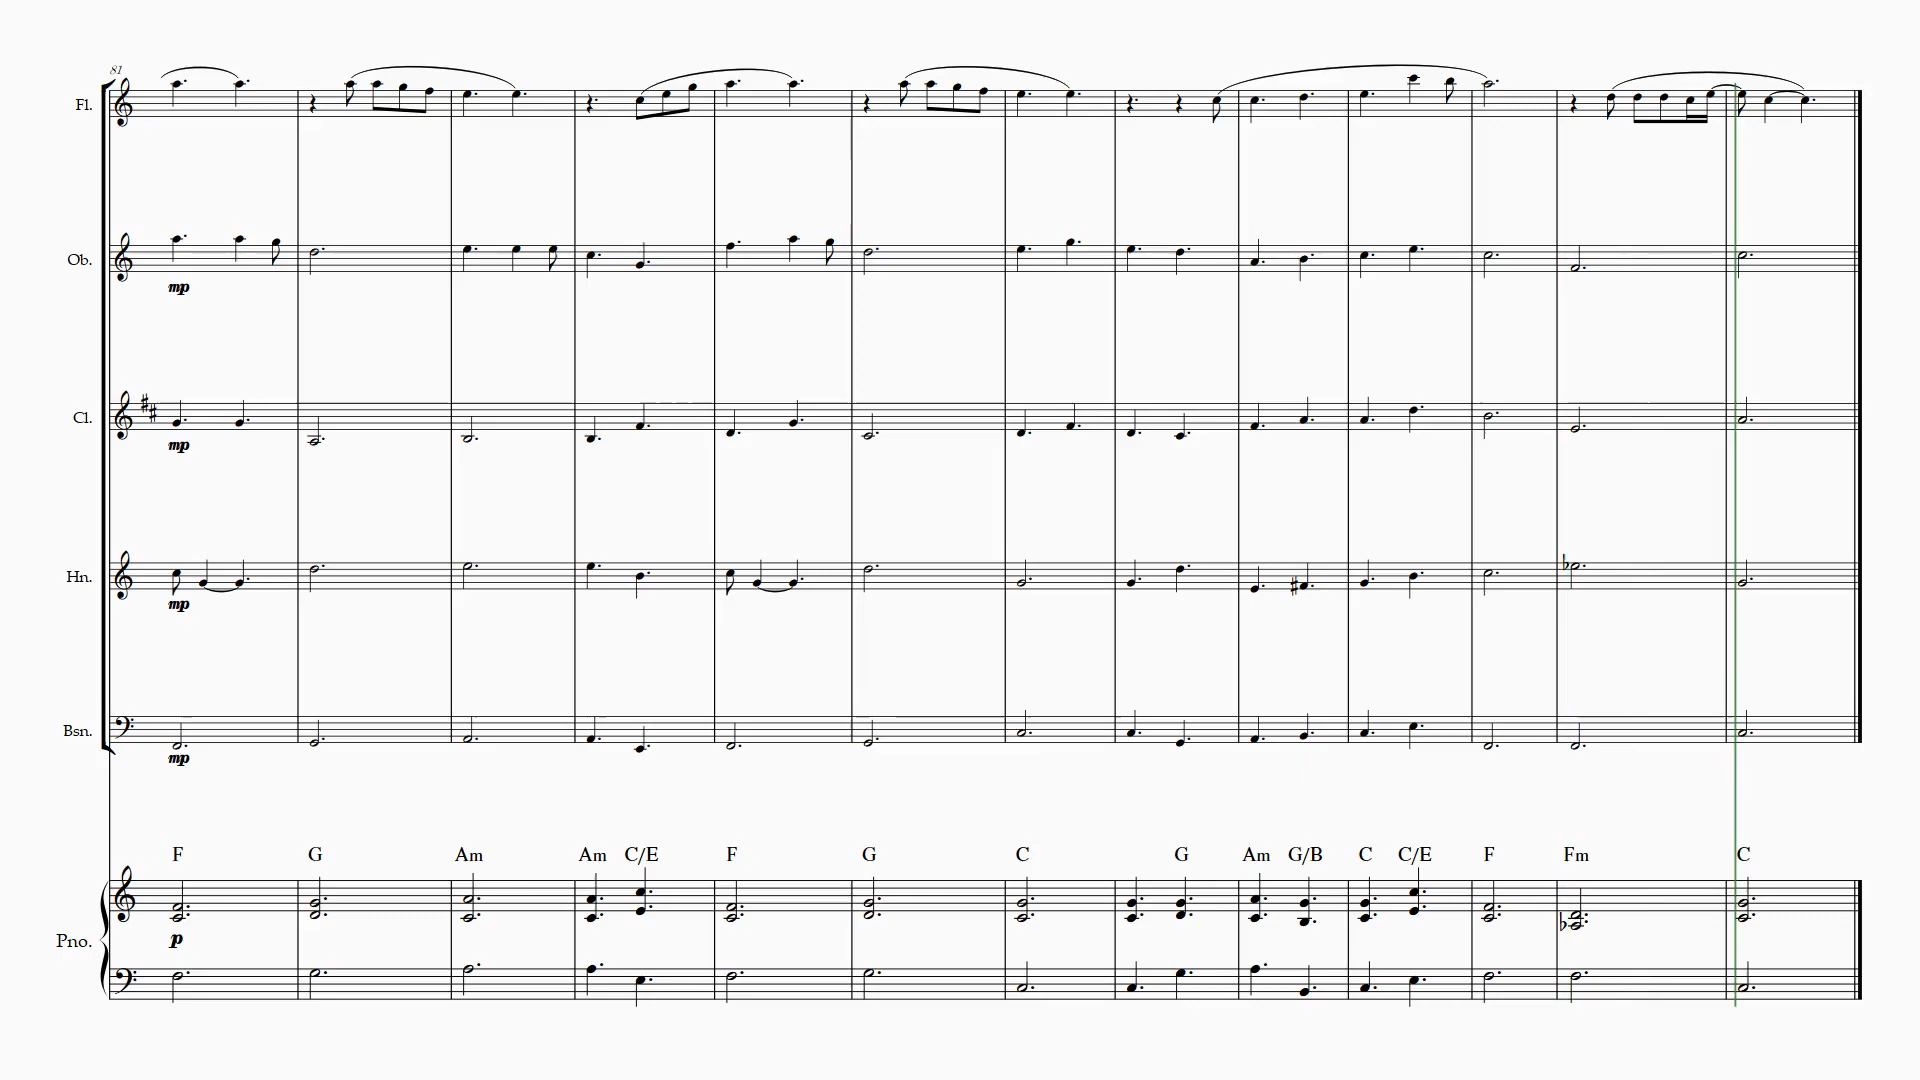 81
Fl.
Ob.
mp
Cl.
mp
Hn.
mp
Bsn.
mp
F G Am Am C/E F G C G Am G/B C C/E F Fm C
Pno.
p